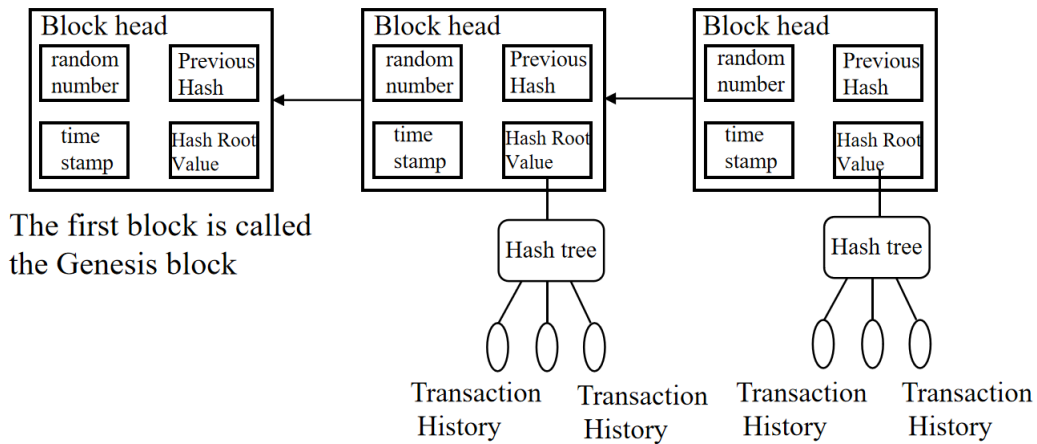 Block head
random
number
Previous
Hash
time
stamp
Hash Root
Value
The first block is called
the Genesis block
Block head
random
number
Previous
Hash
time
stamp
Hash Root
Value
Hash tree
Transaction
History
Transaction
History
Block head
random
number
Previous
Hash
time
stamp
Hash Root
Value
Hash tree
Transaction
History
Transaction
History